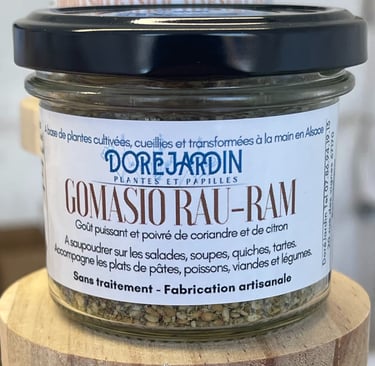 A base de plantes cultivées, cueillies et transformées à la main en Alsace
DORÉJARDIN
PLANTES ET PAPILLES
GOMASIO RAU-RAM
Goût puissant et poivré de coriandre et de citron
A saupoudrer sur les salades, soupes, quiches, tartes.
Accompagne les plats de pâtes, poissons, viandes et légumes.
Sans traitement - Fabrication artisanale